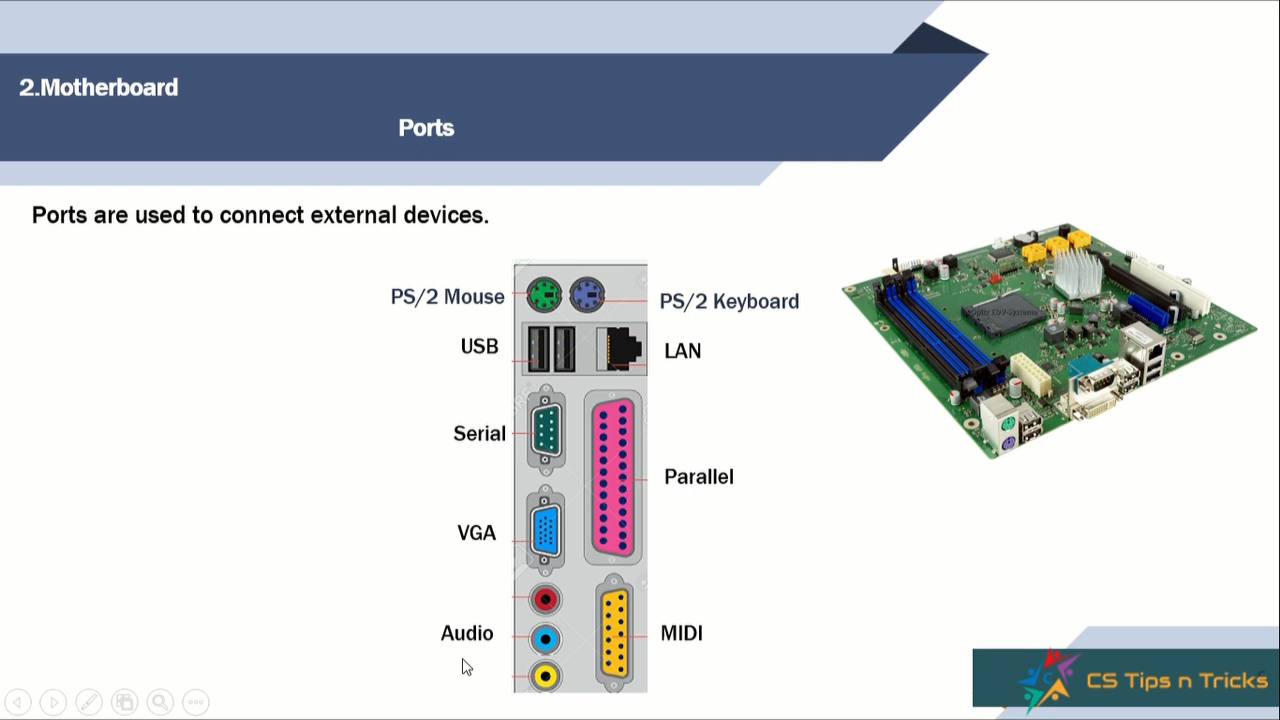 2.Motherboard
Ports
Ports are used to connect external devices.
PS/2 Mouse
PS/2 Keyboard
USB
LAN
Serial
Parallel
VGA
Audio
MIDI
CS Tips n Tricks